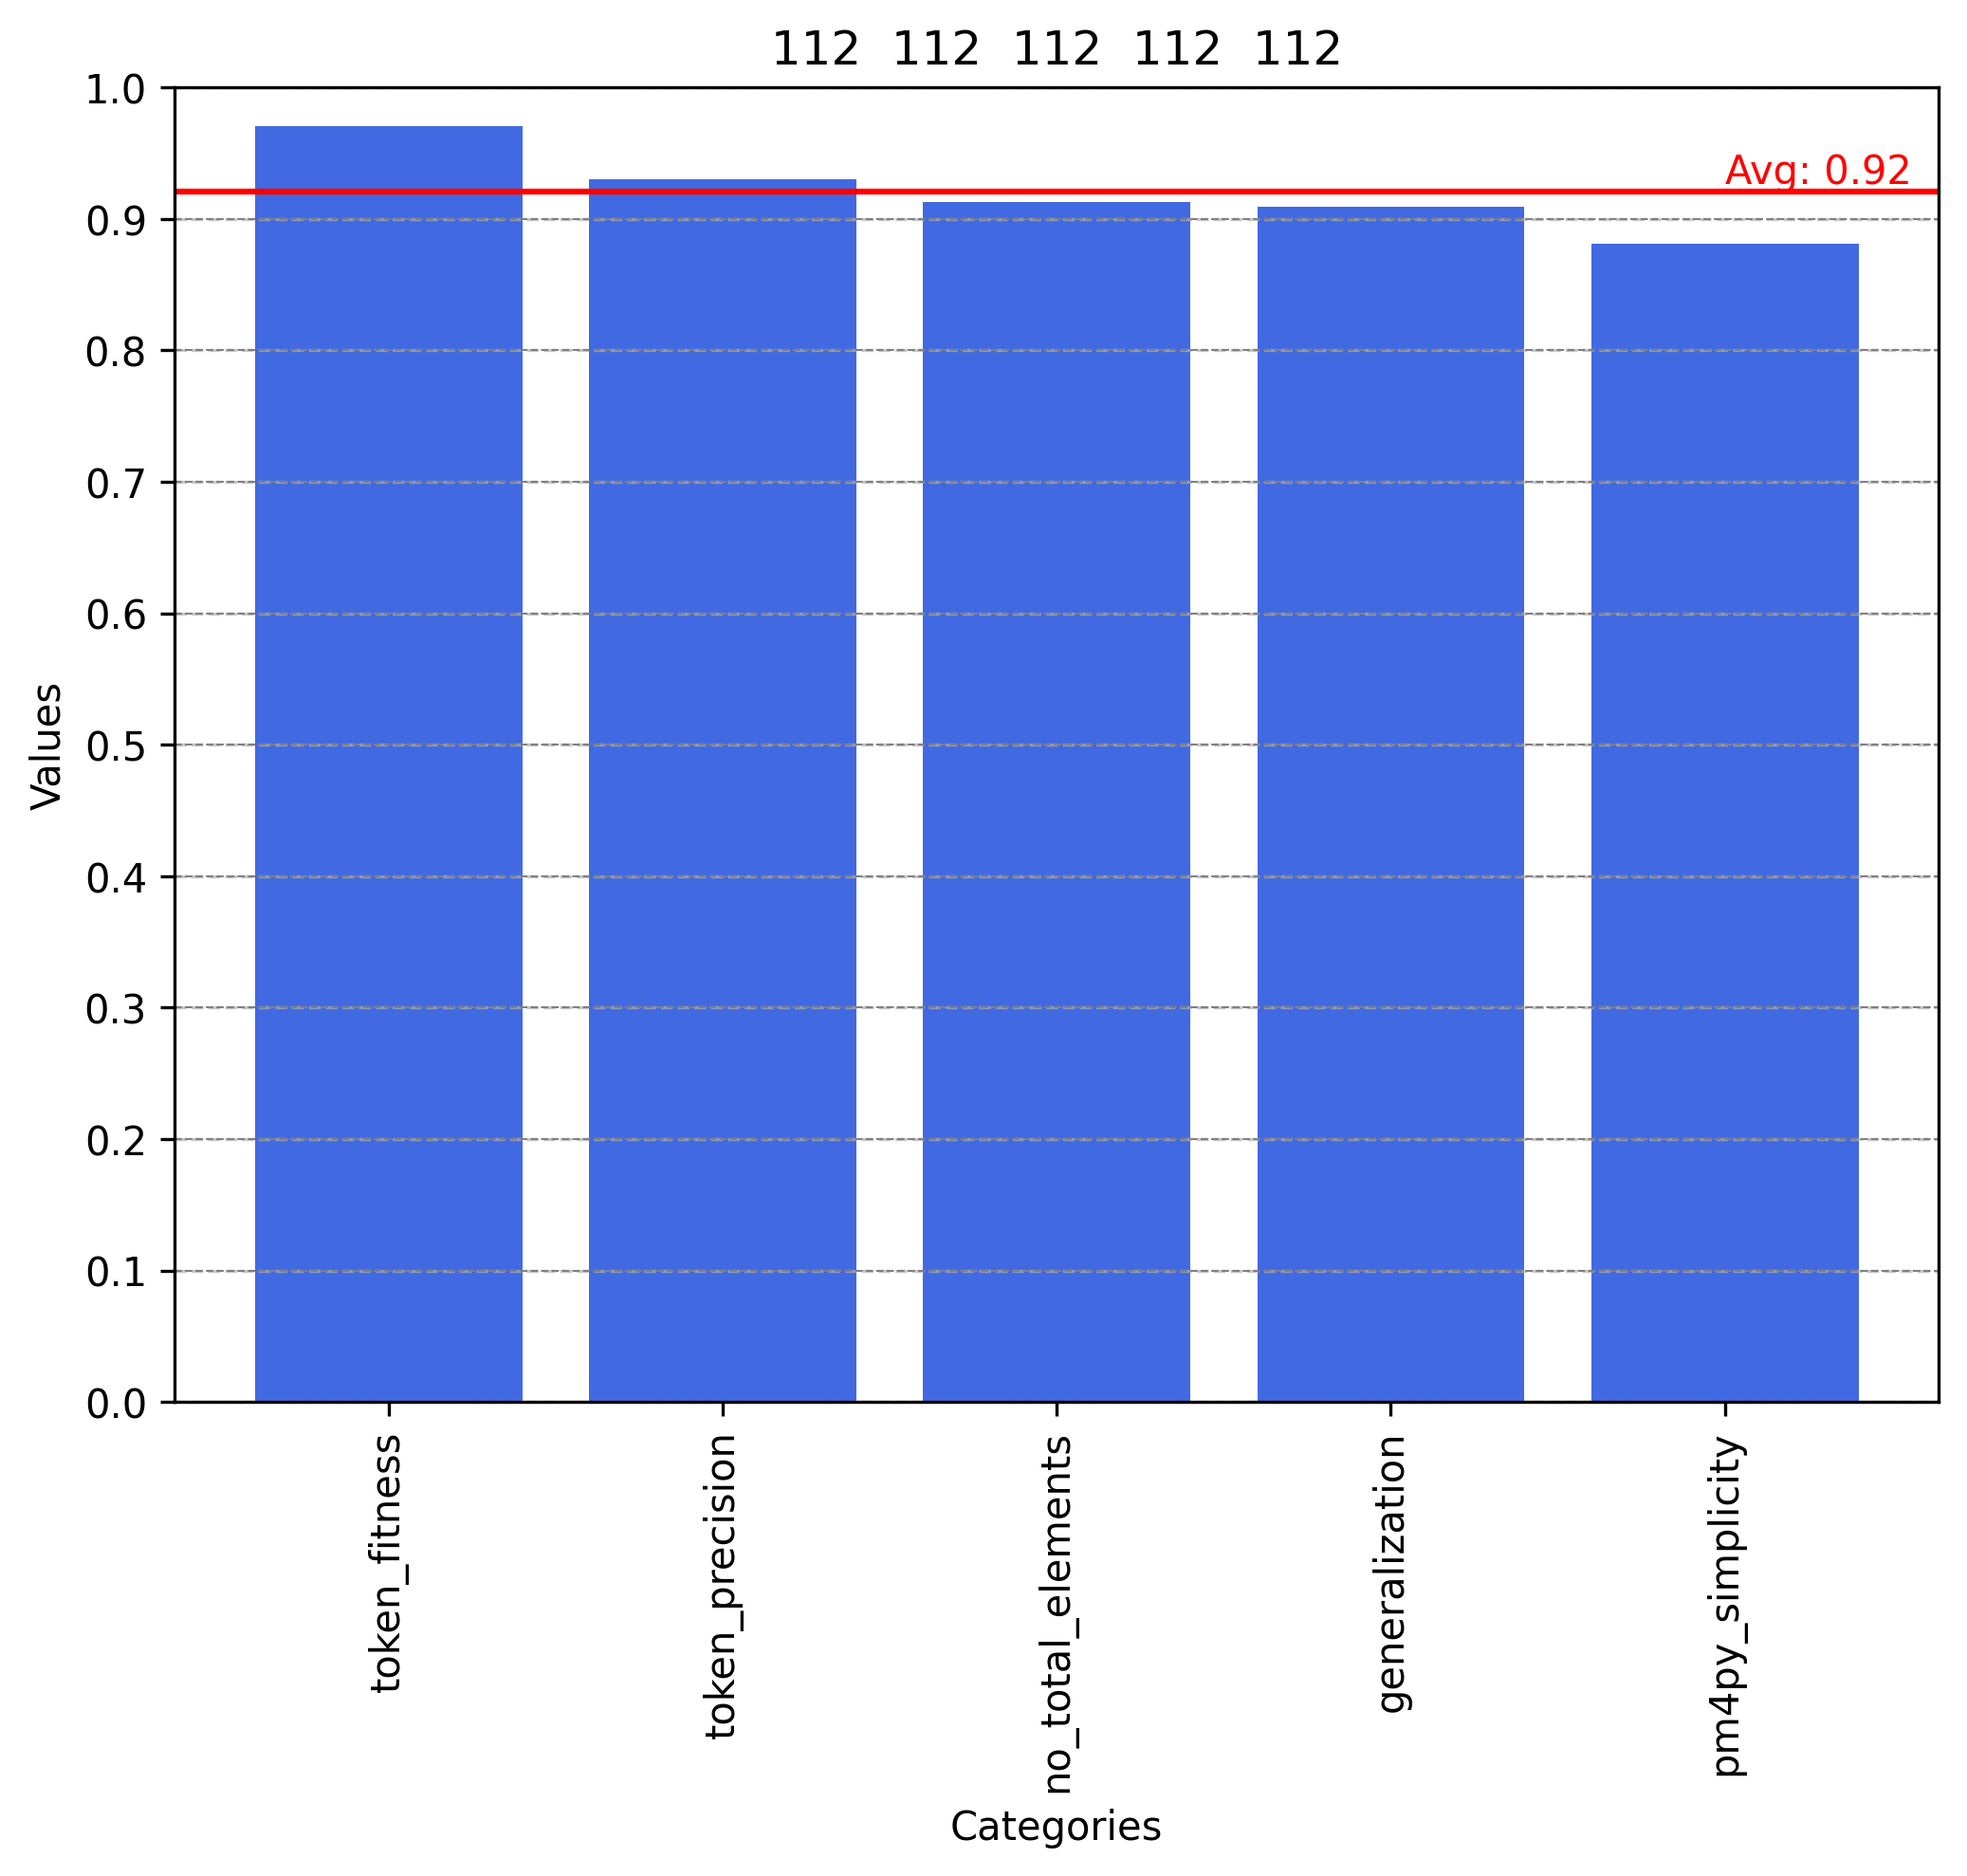 112 112 112 112 112
1.0
Avg: 0.92
0.9
0.8
0.7
0.6
0.5
0.4
0.3
0.2
0.1
0.0
Values
token_fitness
token_precision
no_total_elements
generalization
pm4py_simplicity
Categories